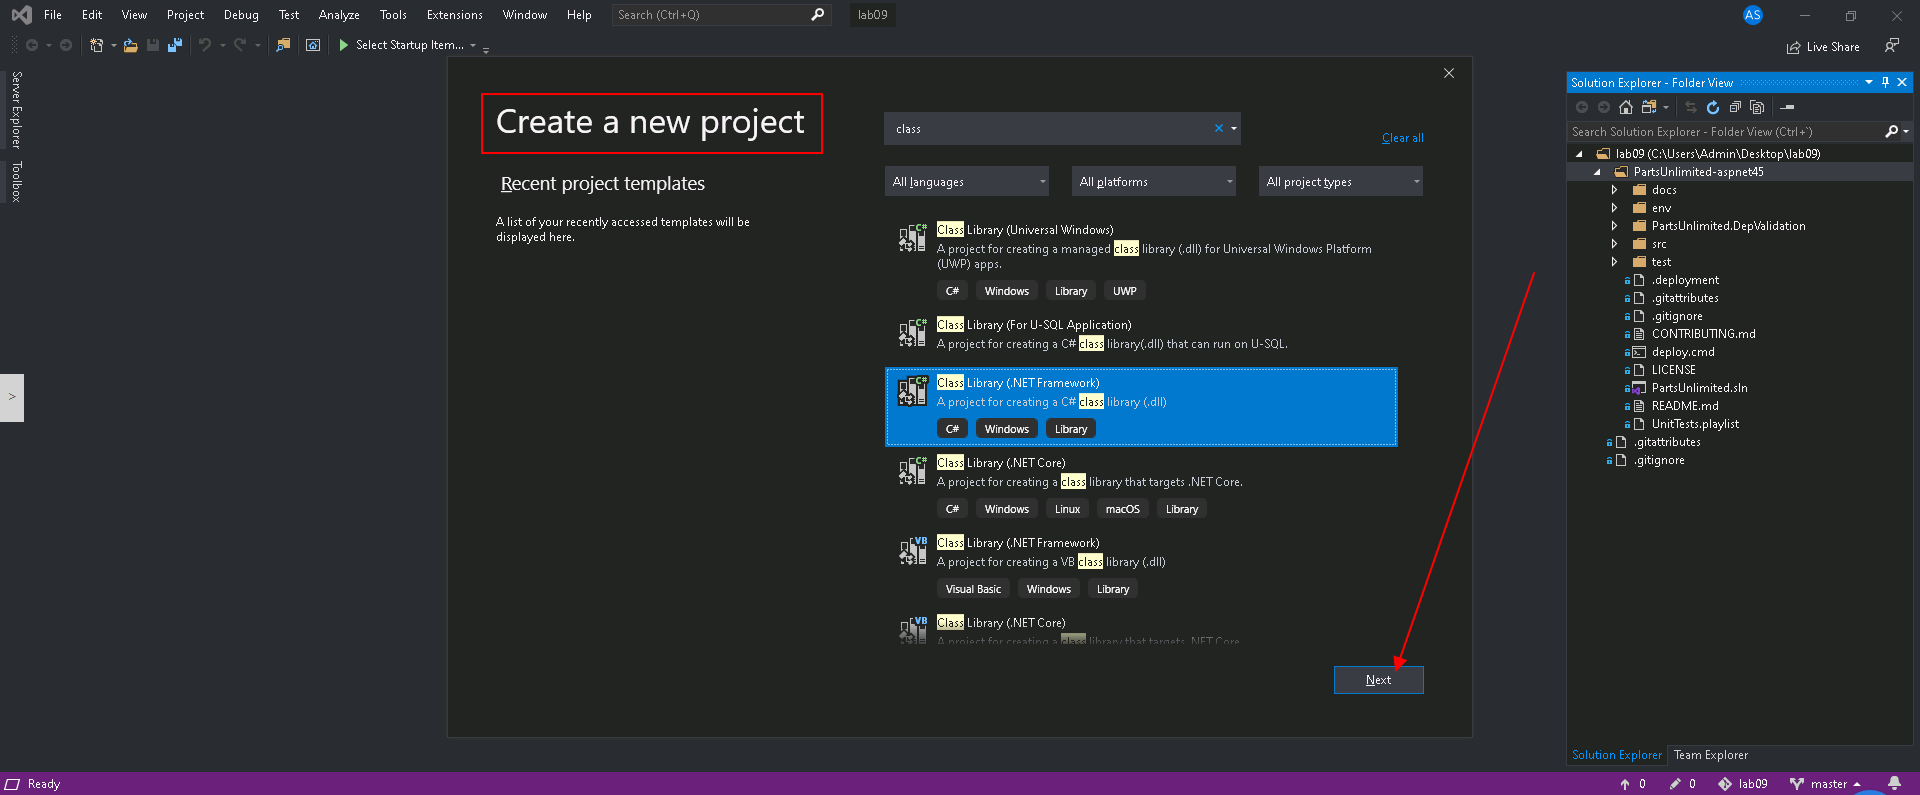 File Edit View Project Debug Test Analyze Tools Extensions Window Help Search (Ctrl+Q) lab09 AS
Select Startup Item...
Live Share
Server Explorer
Toolbox
>
Create a new project
Recent project templates
A list of your recently accessed templates will be
displayed here.
class
Clear all
All languages All platforms All project types
C#
Class Library (Universal Windows)
A project for creating a managed class library (.dll) for Universal Windows Platform
(UWP) apps.
C# Windows Library UWP
C#
Class Library (For U-SQL Application)
A project for creating a C# class library(.dll) that can run on U-SQL.
C#
Class Library (.NET Framework)
A project for creating a C# class library (.dll)
C# Windows Library
C#
Class Library (.NET Core)
A project for creating a class library that targets .NET Core.
C# Windows Linux macOS Library
VB
Class Library (.NET Framework)
A project for creating a VB class library (.dll)
Visual Basic Windows Library
VB
Class Library (.NET Core)
A project for creating a class library that targets .NET Core
Next
Solution Explorer - Folder View
Search Solution Explorer - Folder View (Ctrl+`)
lab09 (C:\Users\Admin\Desktop\lab09)
PartsUnlimited-aspnet45
docs
env
PartsUnlimited.DepValidation
src
test
.deployment
.gitattributes
.gitignore
CONTRIBUTING.md
deploy.cmd
LICENSE
PartsUnlimited.sln
README.md
UnitTests.playlist
.gitattributes
.gitignore
Solution Explorer Team Explorer
Ready
0 0 lab09 master